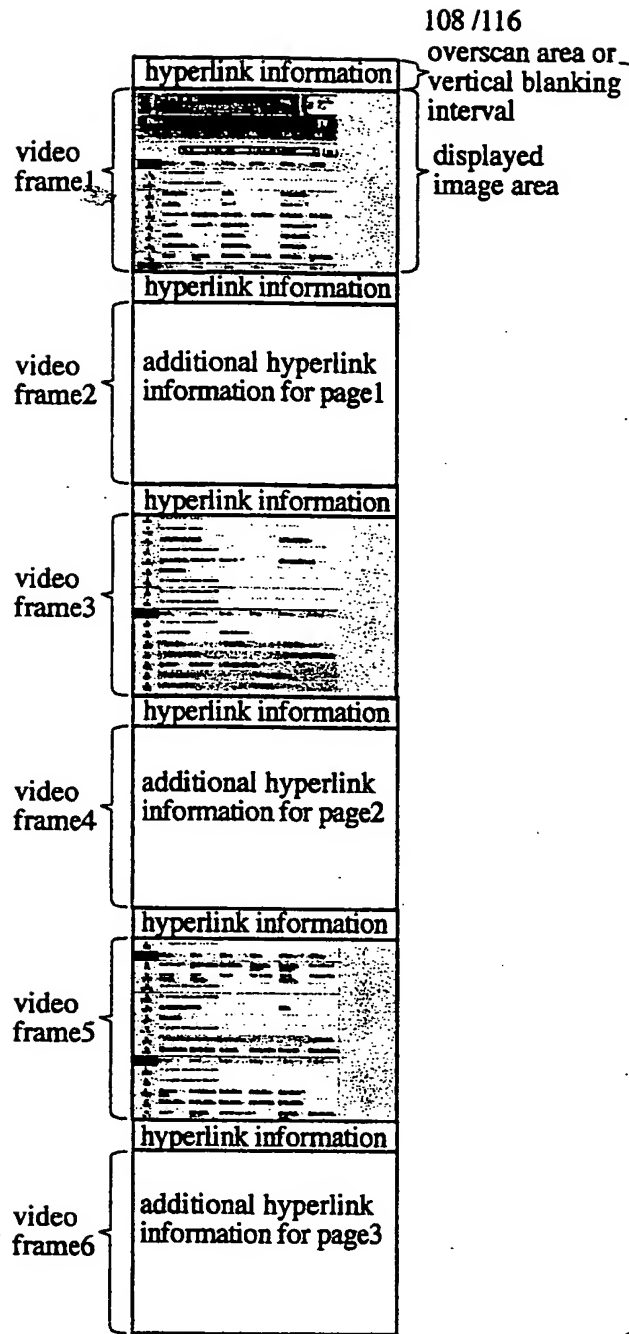 108 /116
overscan area or
vertical blanking
interval
hyperlink information
video
frame1
displayed
image area
hyperlink information
video
frame2
additional hyperlink
information for page1
hyperlink information
video
frame3
hyperlink information
video
frame4
additional hyperlink
information for page2
hyperlink information
video
frame5
hyperlink information
video
frame6
additional hyperlink
information for page3